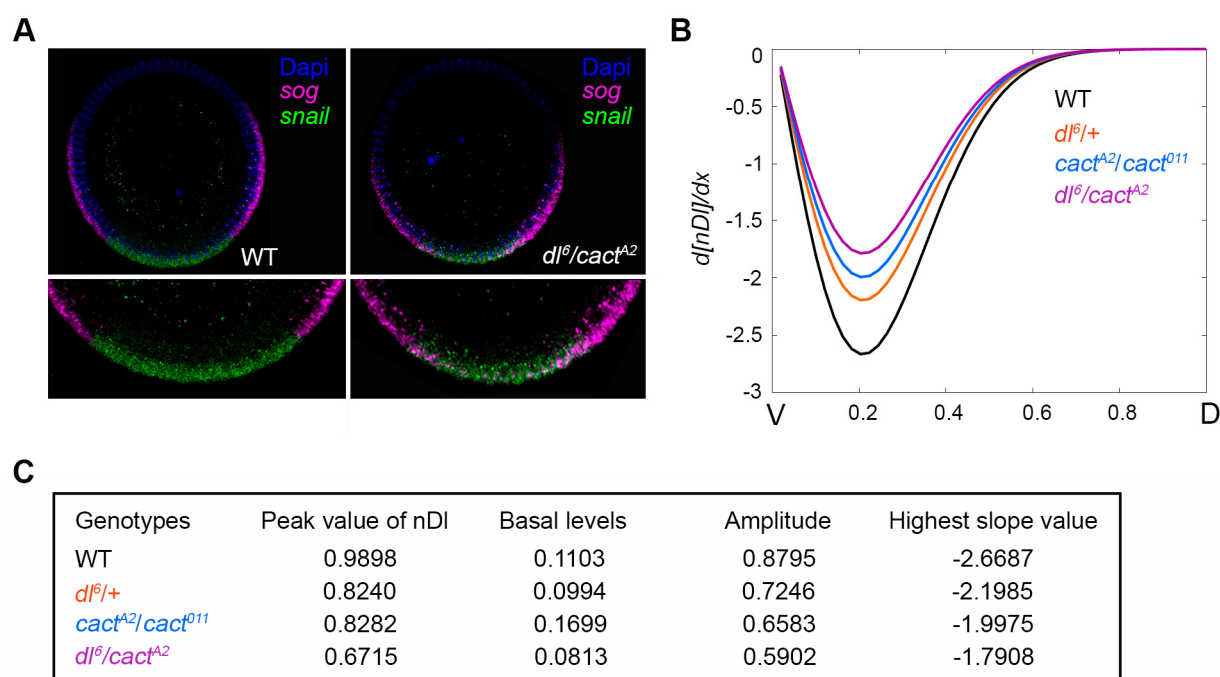 A
Dapi
sog
snail
WT
Dapi
sog
snail
dl⁶/cactᴬ²
B
0
-0.5
-1
-1.5
-2
-2.5
-3
d[nDl]/dx
V
0.2
0.4
0.6
0.8
D
WT
dl⁶/+
cactᴬ²/cact⁰¹¹
dl⁶/cactᴬ²
C
Genotypes Peak value of nDl Basal levels Amplitude Highest slope value
WT 0.9898 0.1103 0.8795 -2.6687
dl⁶/+ 0.8240 0.0994 0.7246 -2.1985
cactᴬ²/cact⁰¹¹ 0.8282 0.1699 0.6583 -1.9975
dl⁶/cactᴬ² 0.6715 0.0813 0.5902 -1.7908